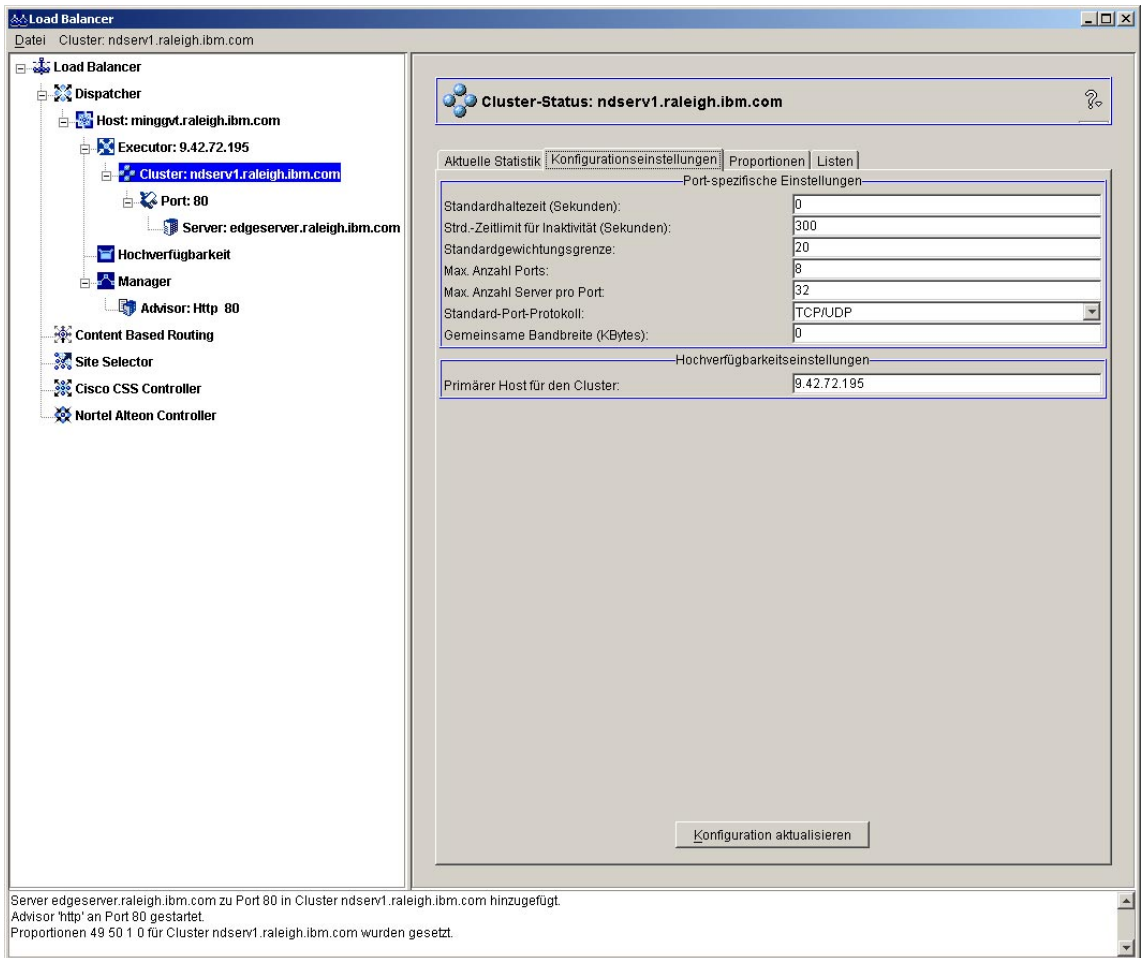 Load Balancer
Datei Cluster: ndserv1.raleigh.ibm.com
Load Balancer
Dispatcher
Host: minggvt.raleigh.ibm.com
Executor: 9.42.72.195
Cluster: ndserv1.raleigh.ibm.com
Port: 80
Server: edgeserver.raleigh.ibm.com
Hochverfügbarkeit
Manager
Advisor: Http 80
Content Based Routing
Site Selector
Cisco CSS Controller
Nortel Alteon Controller
Cluster-Status: ndserv1.raleigh.ibm.com
?
Aktuelle Statistik Konfigurationseinstellungen Proportionen Listen
Port-spezifische Einstellungen
Standardhaltezeit (Sekunden): 0
Strd.-Zeitlimit für Inaktivität (Sekunden): 300
Standardgewichtungsgrenze: 20
Max. Anzahl Ports: 8
Max. Anzahl Server pro Port: 32
Standard-Port-Protokoll: TCP/UDP
Gemeinsame Bandbreite (KBytes): 0
Hochverfügbarkeitseinstellungen
Primärer Host für den Cluster: 9.42.72.195
Konfiguration aktualisieren
Server edgeserver.raleigh.ibm.com zu Port 80 in Cluster ndserv1.raleigh.ibm.com hinzugefügt.
Advisor 'http' an Port 80 gestartet.
Proportionen 49 50 1 0 für Cluster ndserv1.raleigh.ibm.com wurden gesetzt.